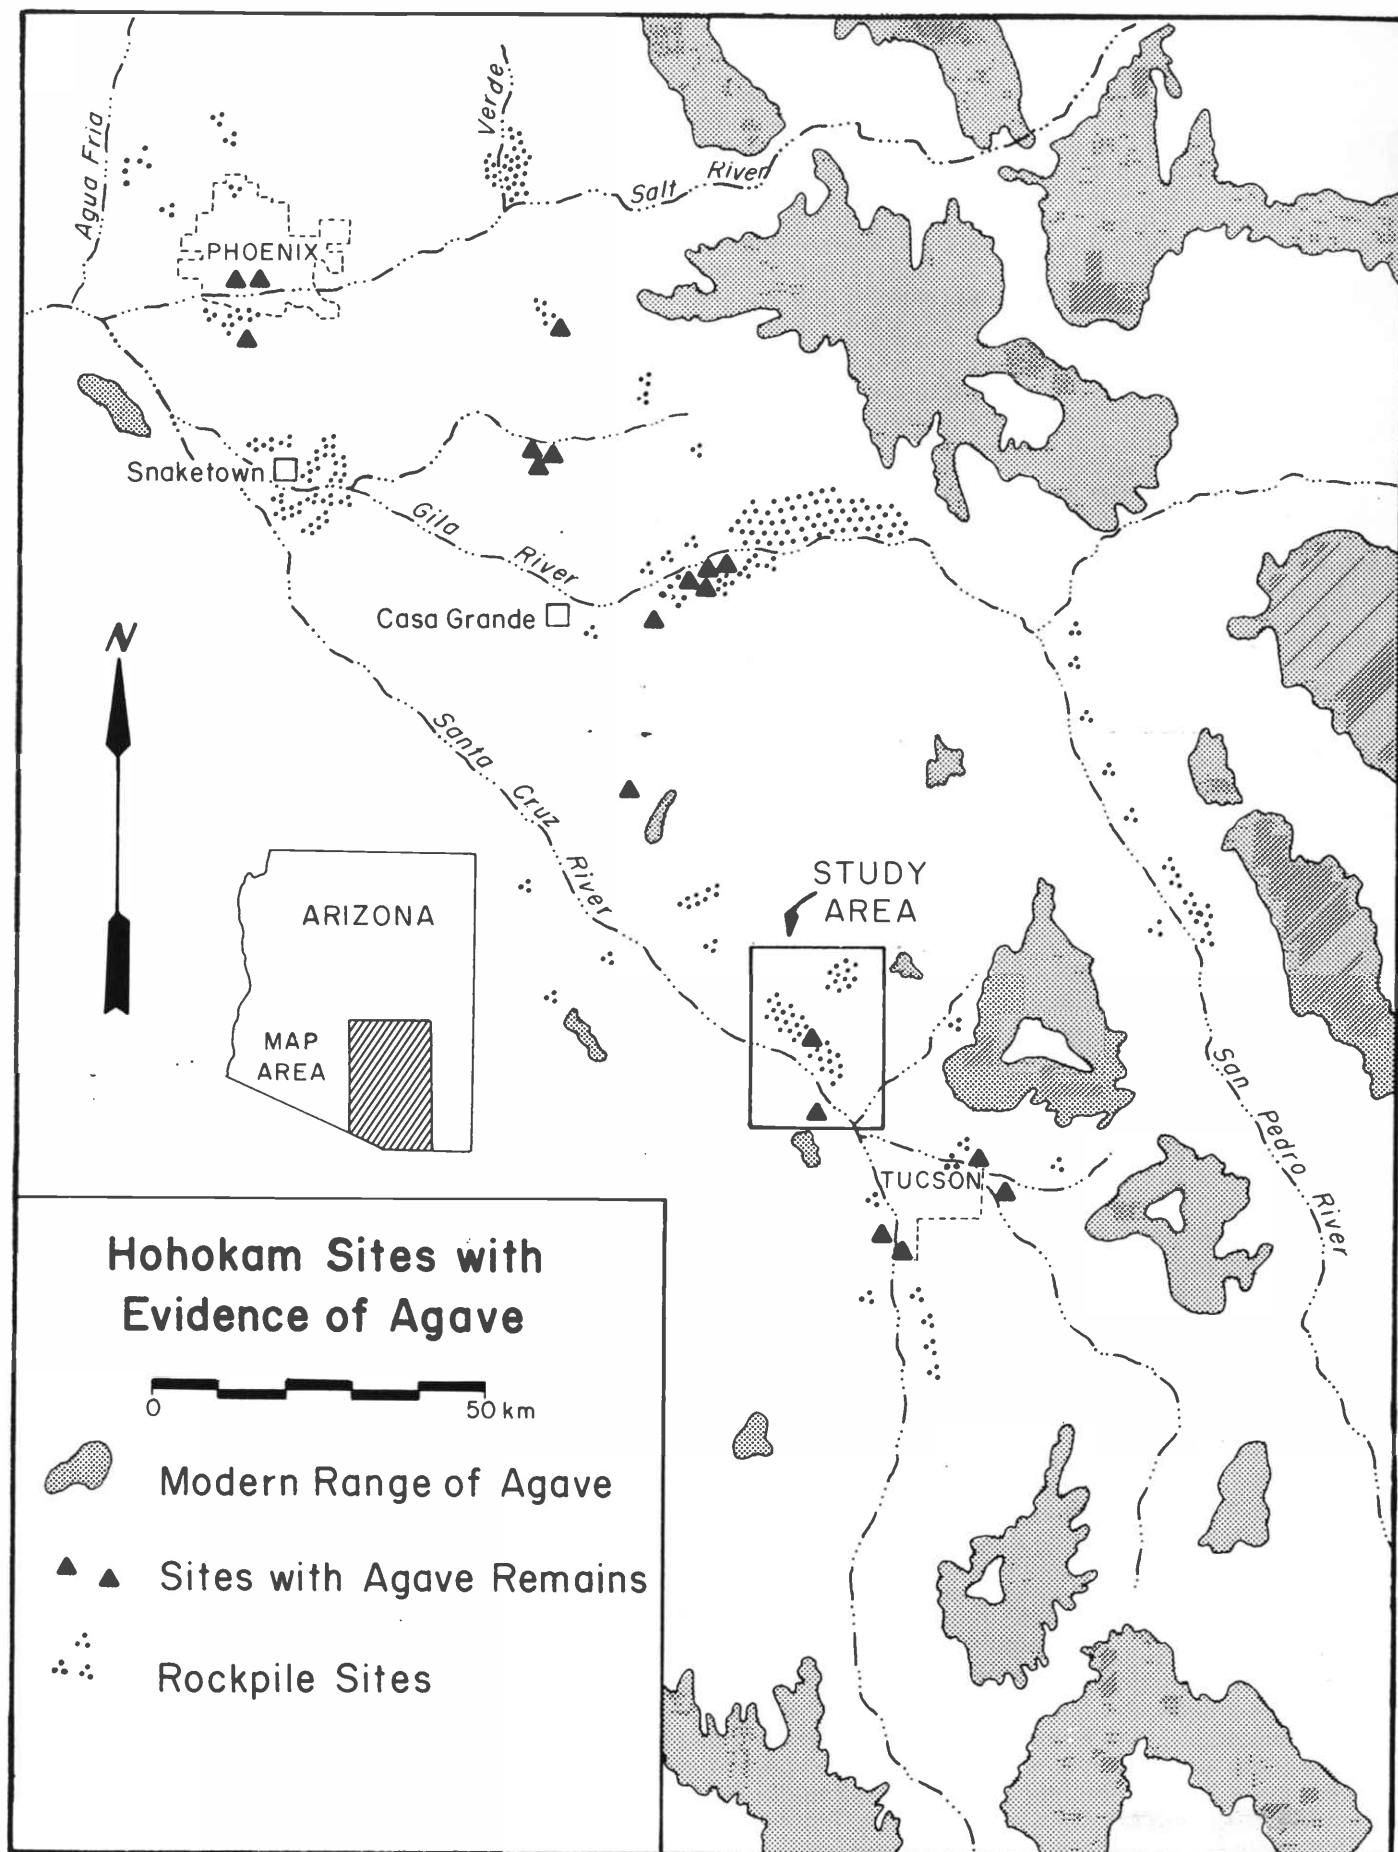 Agua Fria
Verde
Salt River
PHOENIX
Snaketown
Gila River
Casa Grande
N
Santa Cruz River
STUDY
AREA
ARIZONA
MAP
AREA
San Pedro River
TUCSON
Hohokam Sites with
Evidence of Agave
0 50 km
Modern Range of Agave
Sites with Agave Remains
Rockpile Sites